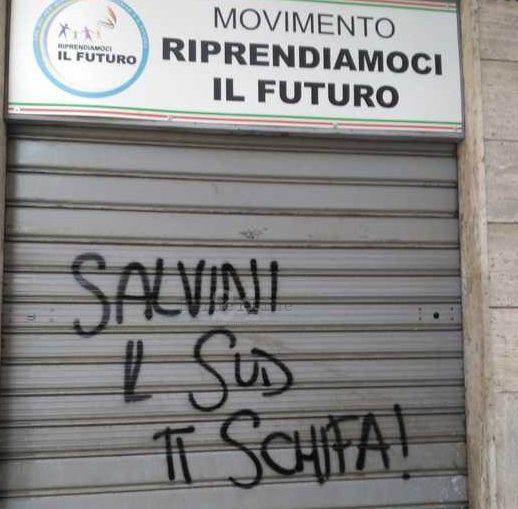 MOVIMENTO
RIPRENDIAMOCI
IL FUTURO
RIPRENDIAMOCI
IL FUTURO
SALVINI
IL SUD
TI SCHIFA!